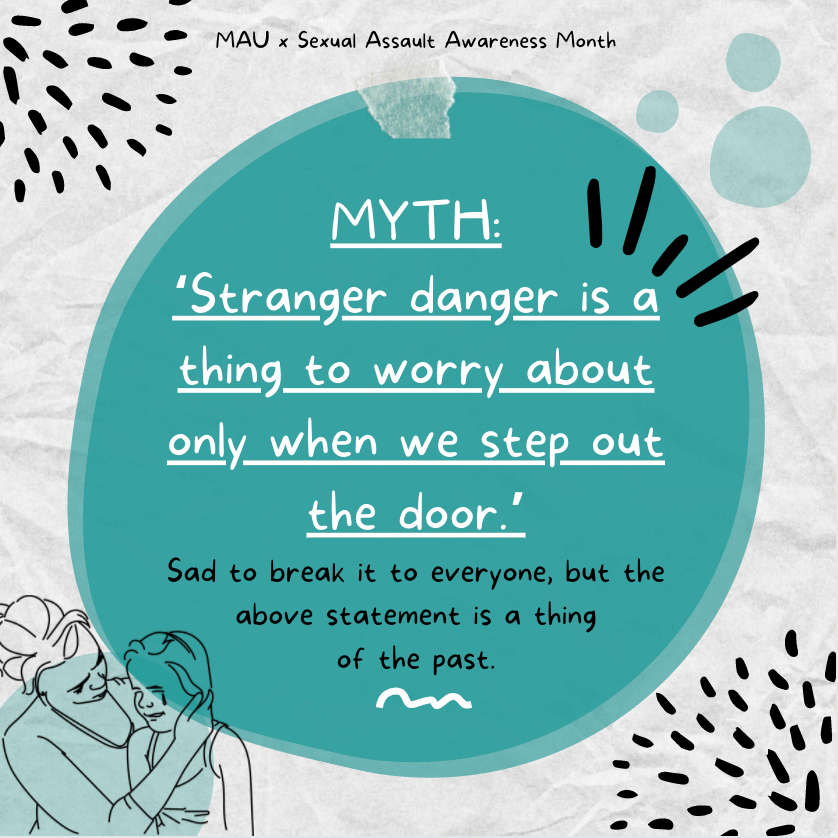 MAU x Sexual Assault Awareness Month
MYTH:
'Stranger danger is a
thing to worry about
only when we step out
the door.'
Sad to break it to everyone, but the
above statement is a thing
of the past.